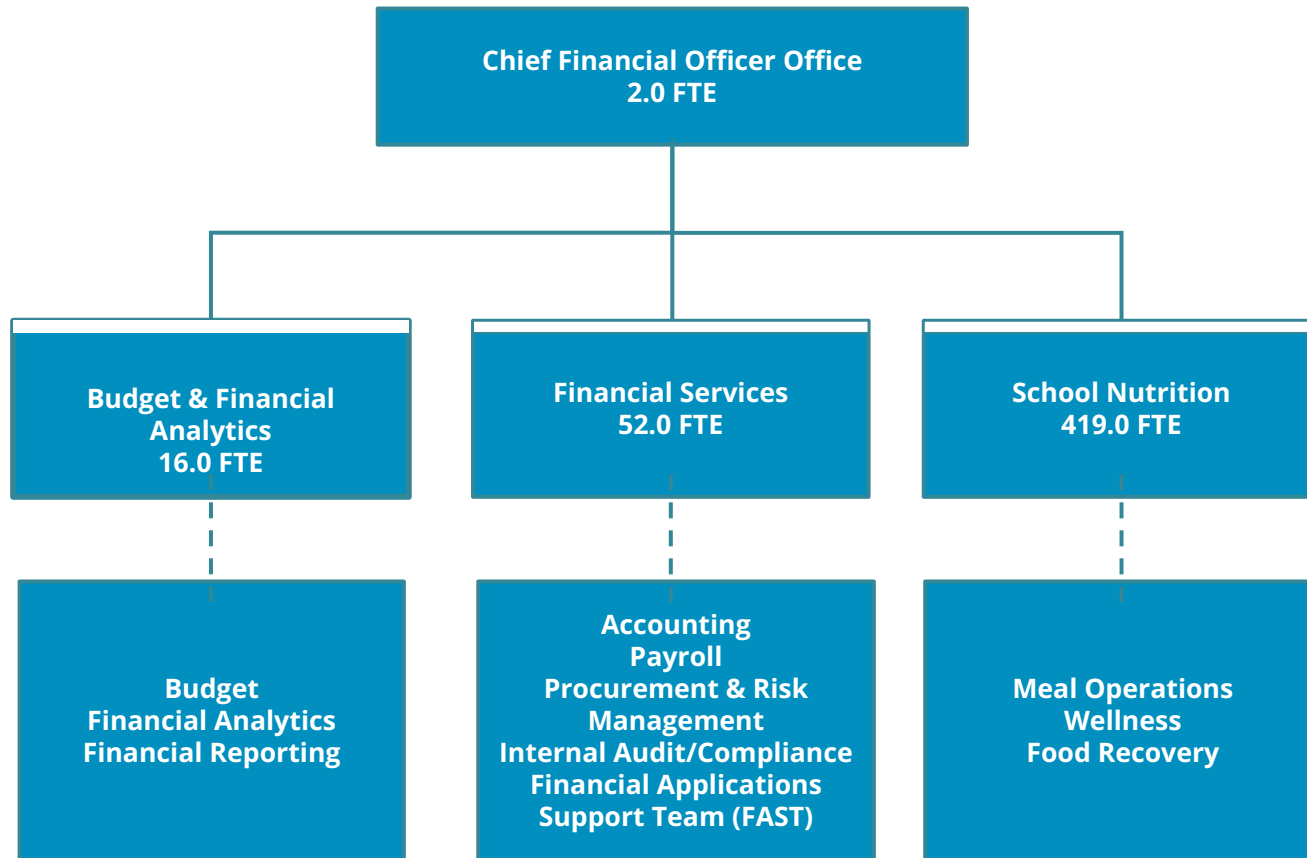 Chief Financial Officer Office
2.0 FTE
Budget & Financial
Analytics
16.0 FTE
Financial Services
52.0 FTE
School Nutrition
419.0 FTE
Budget
Financial Analytics
Financial Reporting
Accounting
Payroll
Procurement & Risk
Management
Internal Audit/Compliance
Financial Applications
Support Team (FAST)
Meal Operations
Wellness
Food Recovery